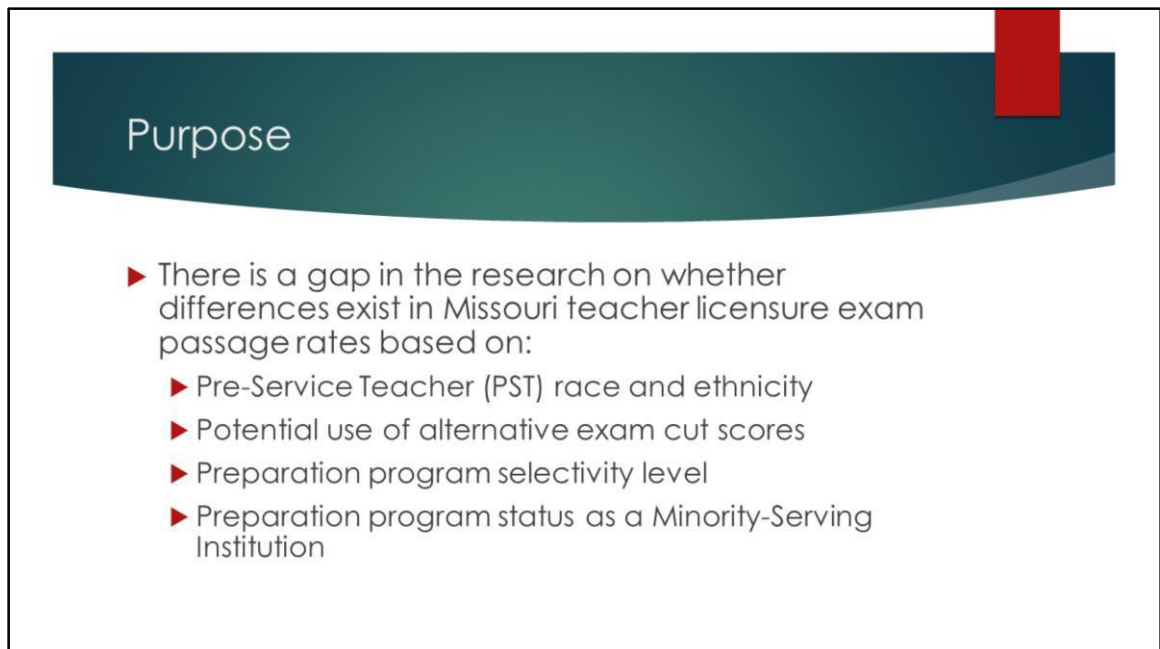 Purpose
There is a gap in the research on whether
differences exist in Missouri teacher licensure exam
passage rates based on:
Pre-Service Teacher (PST) race and ethnicity
Potential use of alternative exam cut scores
Preparation program selectivity level
Preparation program status as a Minority-Serving
Institution